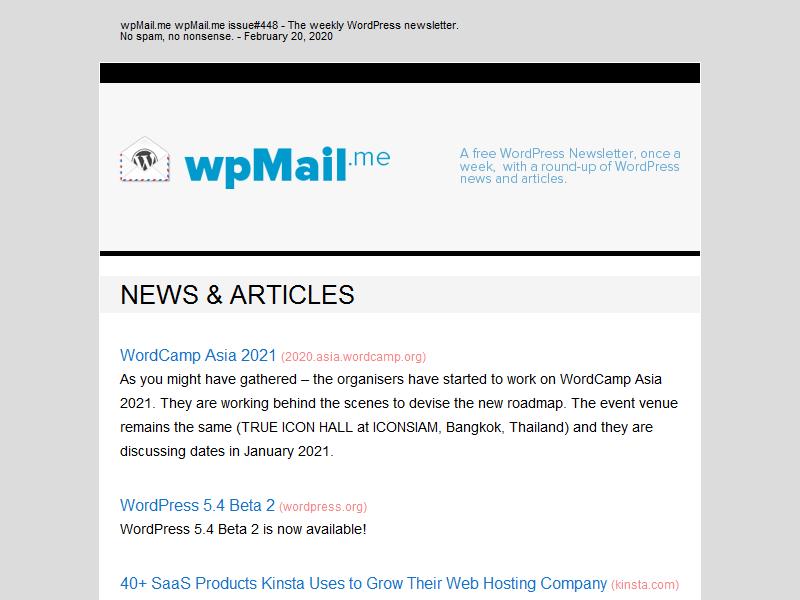 wpMail.me wpMail.me issue#448 - The weekly WordPress newsletter.
No spam, no nonsense. - February 20, 2020
wpMail.me
A free WordPress Newsletter, once a
week, with a round-up of WordPress
news and articles.
NEWS & ARTICLES
WordCamp Asia 2021 (2020.asia.wordcamp.org)
As you might have gathered – the organisers have started to work on WordCamp Asia
2021. They are working behind the scenes to devise the new roadmap. The event venue
remains the same (TRUE ICON HALL at ICONSIAM, Bangkok, Thailand) and they are
discussing dates in January 2021.
WordPress 5.4 Beta 2 (wordpress.org)
WordPress 5.4 Beta 2 is now available!
40+ SaaS Products Kinsta Uses to Grow Their Web Hosting Company (kinsta.com)